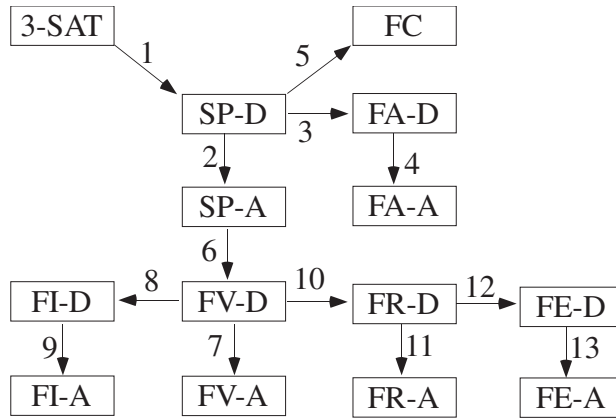 3-SAT FC
1 5
SP-D 3 FA-D
2 4
SP-A FA-A
6
FI-D 8 FV-D 10 FR-D 12 FE-D
9 7 11 13
FI-A FV-A FR-A FE-A